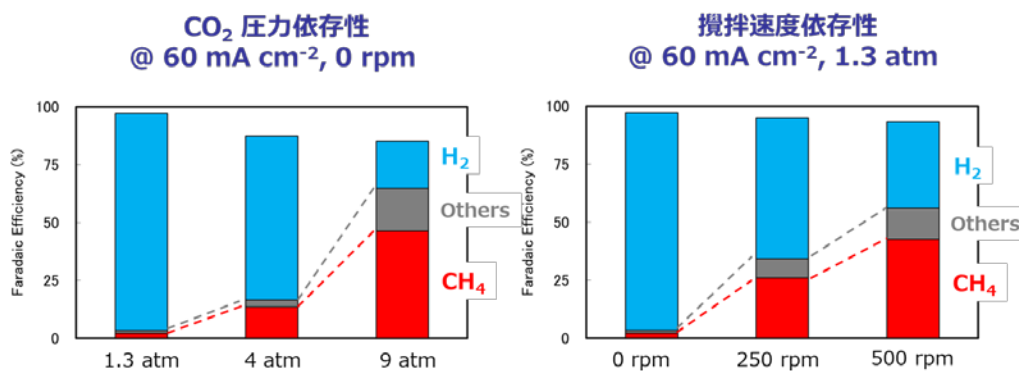 CO₂ 圧力依存性
@ 60 mA cm⁻², 0 rpm
Faradaic Efficiency (%)
100
75
50
25
0
H₂
Others
CH₄
1.3 atm
4 atm
9 atm
攪拌速度依存性
@ 60 mA cm⁻², 1.3 atm
Faradaic Efficiency (%)
100
75
50
25
0
H₂
Others
CH₄
0 rpm
250 rpm
500 rpm